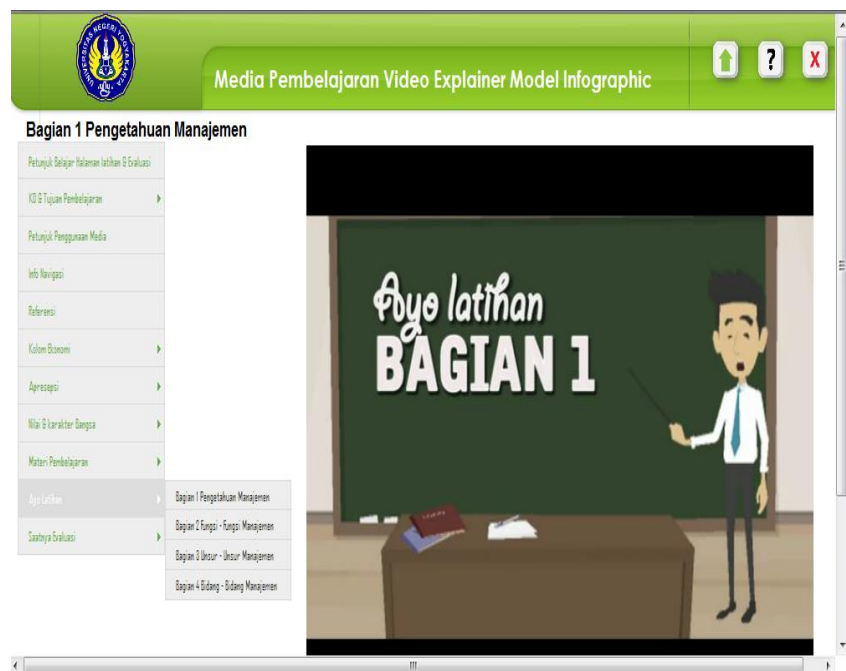 UNIVERSITAS NEGERI YOGYAKARTA
Media Pembelajaran Video Explainer Model Infographic
?
X
Bagian 1 Pengetahuan Manajemen
Petunjuk Belajar Halaman latihan & Evaluasi
KD & Tujuan Pembelajaran
Petunjuk Penggunaan Media
Info Navigasi
Referensi
Kolom Ekonomi
Apresepsi
Nilai & karakter Bangsa
Materi Pembelajaran
Ayo Latihan
Saatnya Evaluasi
Bagian 1 Pengetahuan Manajemen
Bagian 2 Fungsi - Fungsi Manajemen
Bagian 3 Unsur - Unsur Manajemen
Bagian 4 Bidang - Bidang Manajemen
Ayo latihan
BAGIAN 1